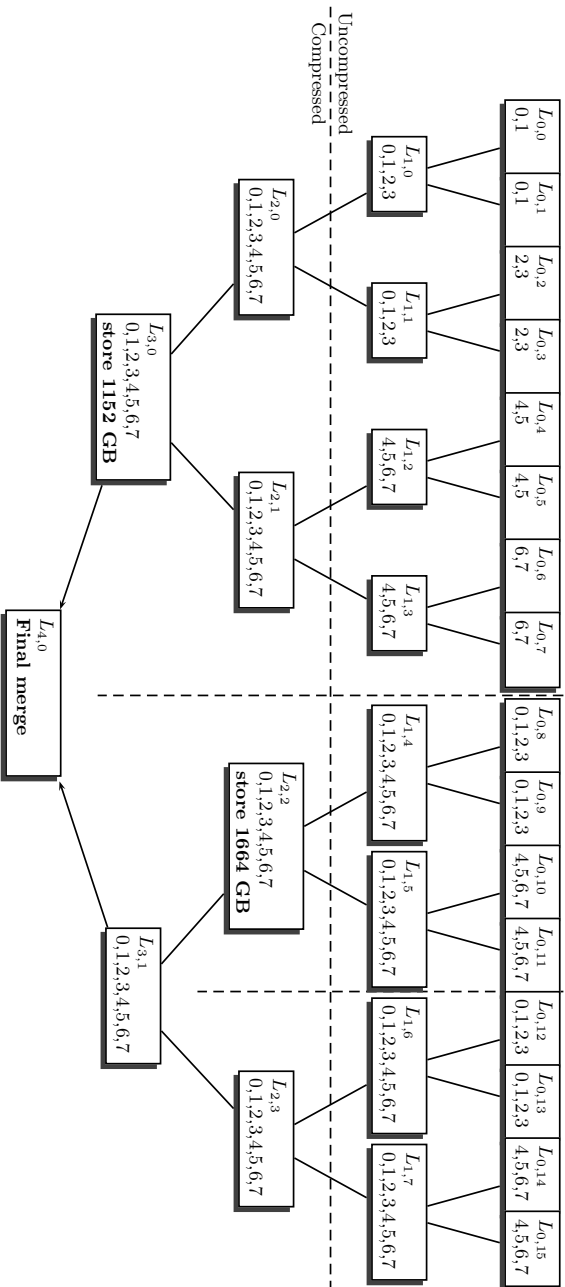 L0,0
0,1
L0,1
0,1
L0,2
2,3
L0,3
2,3
L0,4
4,5
L0,5
4,5
L0,6
6,7
L0,7
6,7
L0,8
0,1,2,3
L0,9
0,1,2,3
L0,10
4,5,6,7
L0,11
4,5,6,7
L0,12
0,1,2,3
L0,13
0,1,2,3
L0,14
4,5,6,7
L0,15
4,5,6,7
L1,0
0,1,2,3
L1,1
0,1,2,3
L1,2
4,5,6,7
L1,3
4,5,6,7
L1,4
0,1,2,3,4,5,6,7
L1,5
0,1,2,3,4,5,6,7
L1,6
0,1,2,3,4,5,6,7
L1,7
0,1,2,3,4,5,6,7
Uncompressed
Compressed
L2,0
0,1,2,3,4,5,6,7
L2,1
0,1,2,3,4,5,6,7
L2,2
0,1,2,3,4,5,6,7
store 1664 GB
L2,3
0,1,2,3,4,5,6,7
L3,0
0,1,2,3,4,5,6,7
store 1152 GB
L3,1
0,1,2,3,4,5,6,7
L4,0
Final merge